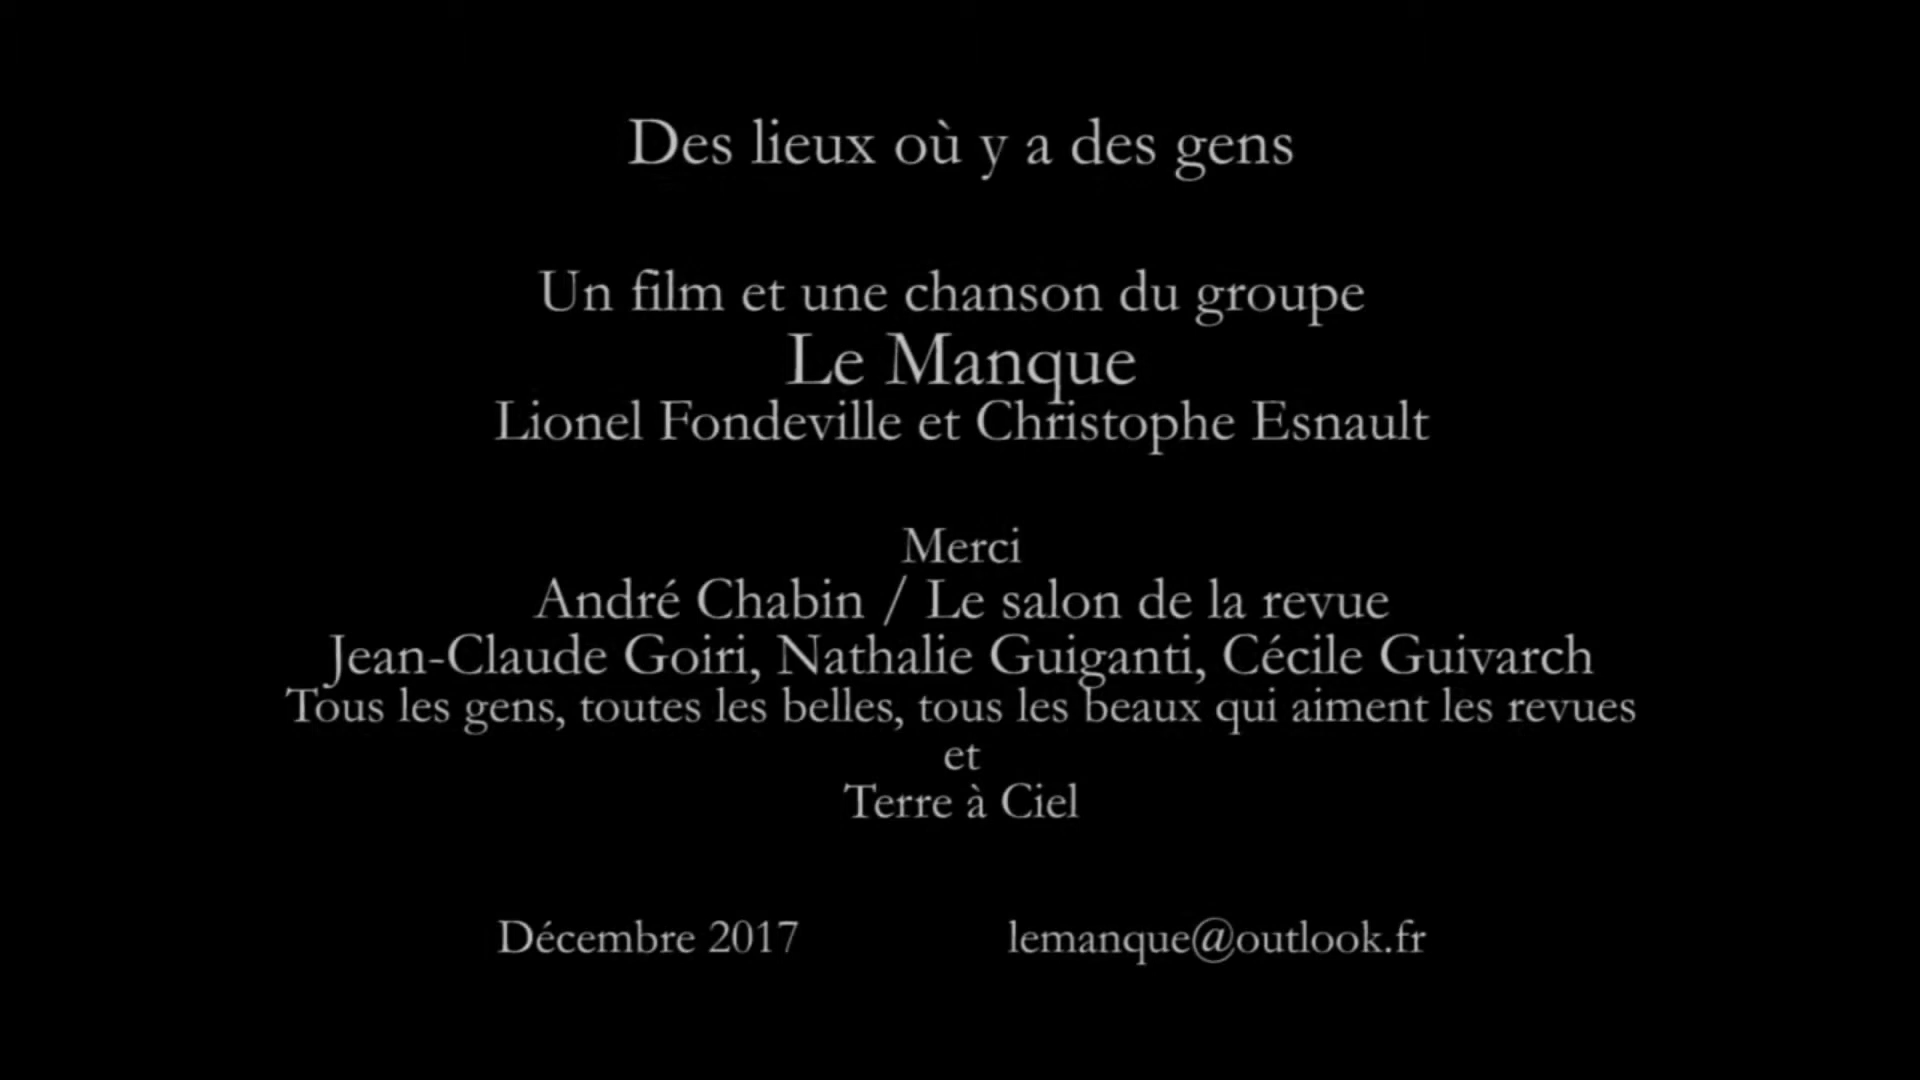 Des lieux où y a des gens
Un film et une chanson du groupe
Le Manque
Lionel Fondeville et Christophe Esnault
Merci
André Chabin / Le salon de la revue
Jean-Claude Goiri, Nathalie Guiganti, Cécile Guivarch
Tous les gens, toutes les belles, tous les beaux qui aiment les revues
et
Terre à Ciel
Décembre 2017 lemanque@outlook.fr